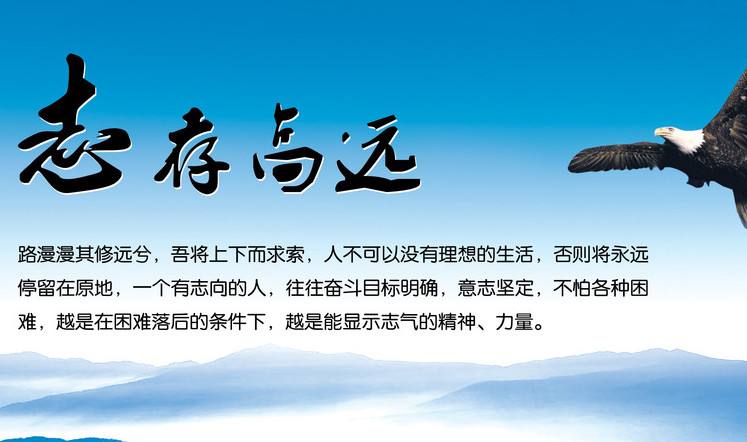 志存高远
路漫漫其修远兮，吾将上下而求索，人不可以没有理想的生活，否则将永远
停留在原地，一个有志向的人，往往奋斗目标明确，意志坚定，不怕各种困
难，越是在困难落后的条件下，越是能显示志气的精神、力量。